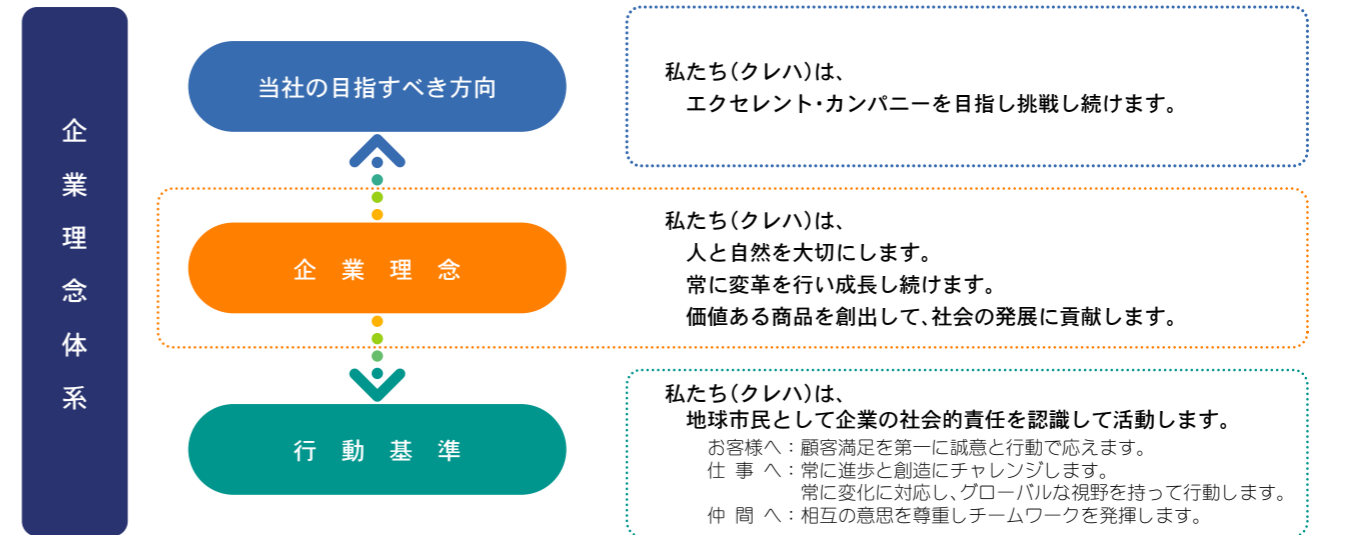 企業理念体系
当社の目指すべき方向
私たち(クレハ)は、
エクセレント・カンパニーを目指し挑戦し続けます。
企業理念
私たち(クレハ)は、
人と自然を大切にします。
常に変革を行い成長し続けます。
価値ある商品を創出して、社会の発展に貢献します。
行動基準
私たち(クレハ)は、
地球市民として企業の社会的責任を認識して活動します。
お客様へ：顧客満足を第一に誠意と行動で応えます。
仕事へ：常に進歩と創造にチャレンジします。
常に変化に対応し、グローバルな視野を持って行動します。
仲間へ：相互の意思を尊重しチームワークを発揮します。